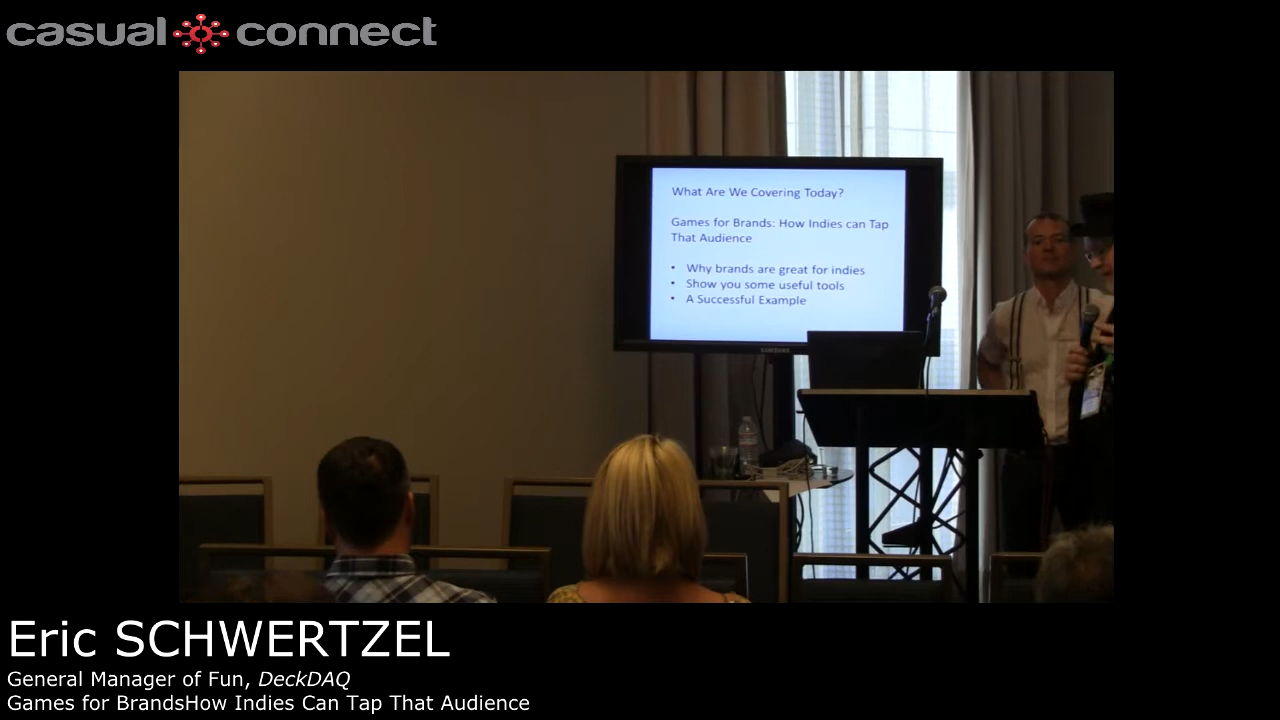 casual connect
What Are We Covering Today?
Games for Brands: How Indies can Tap
That Audience
• Why brands are great for indies
• Show you some useful tools
• A Successful Example
SAMSUNG
Eric SCHWERTZEL
General Manager of Fun, DeckDAQ
Games for BrandsHow Indies Can Tap That Audience